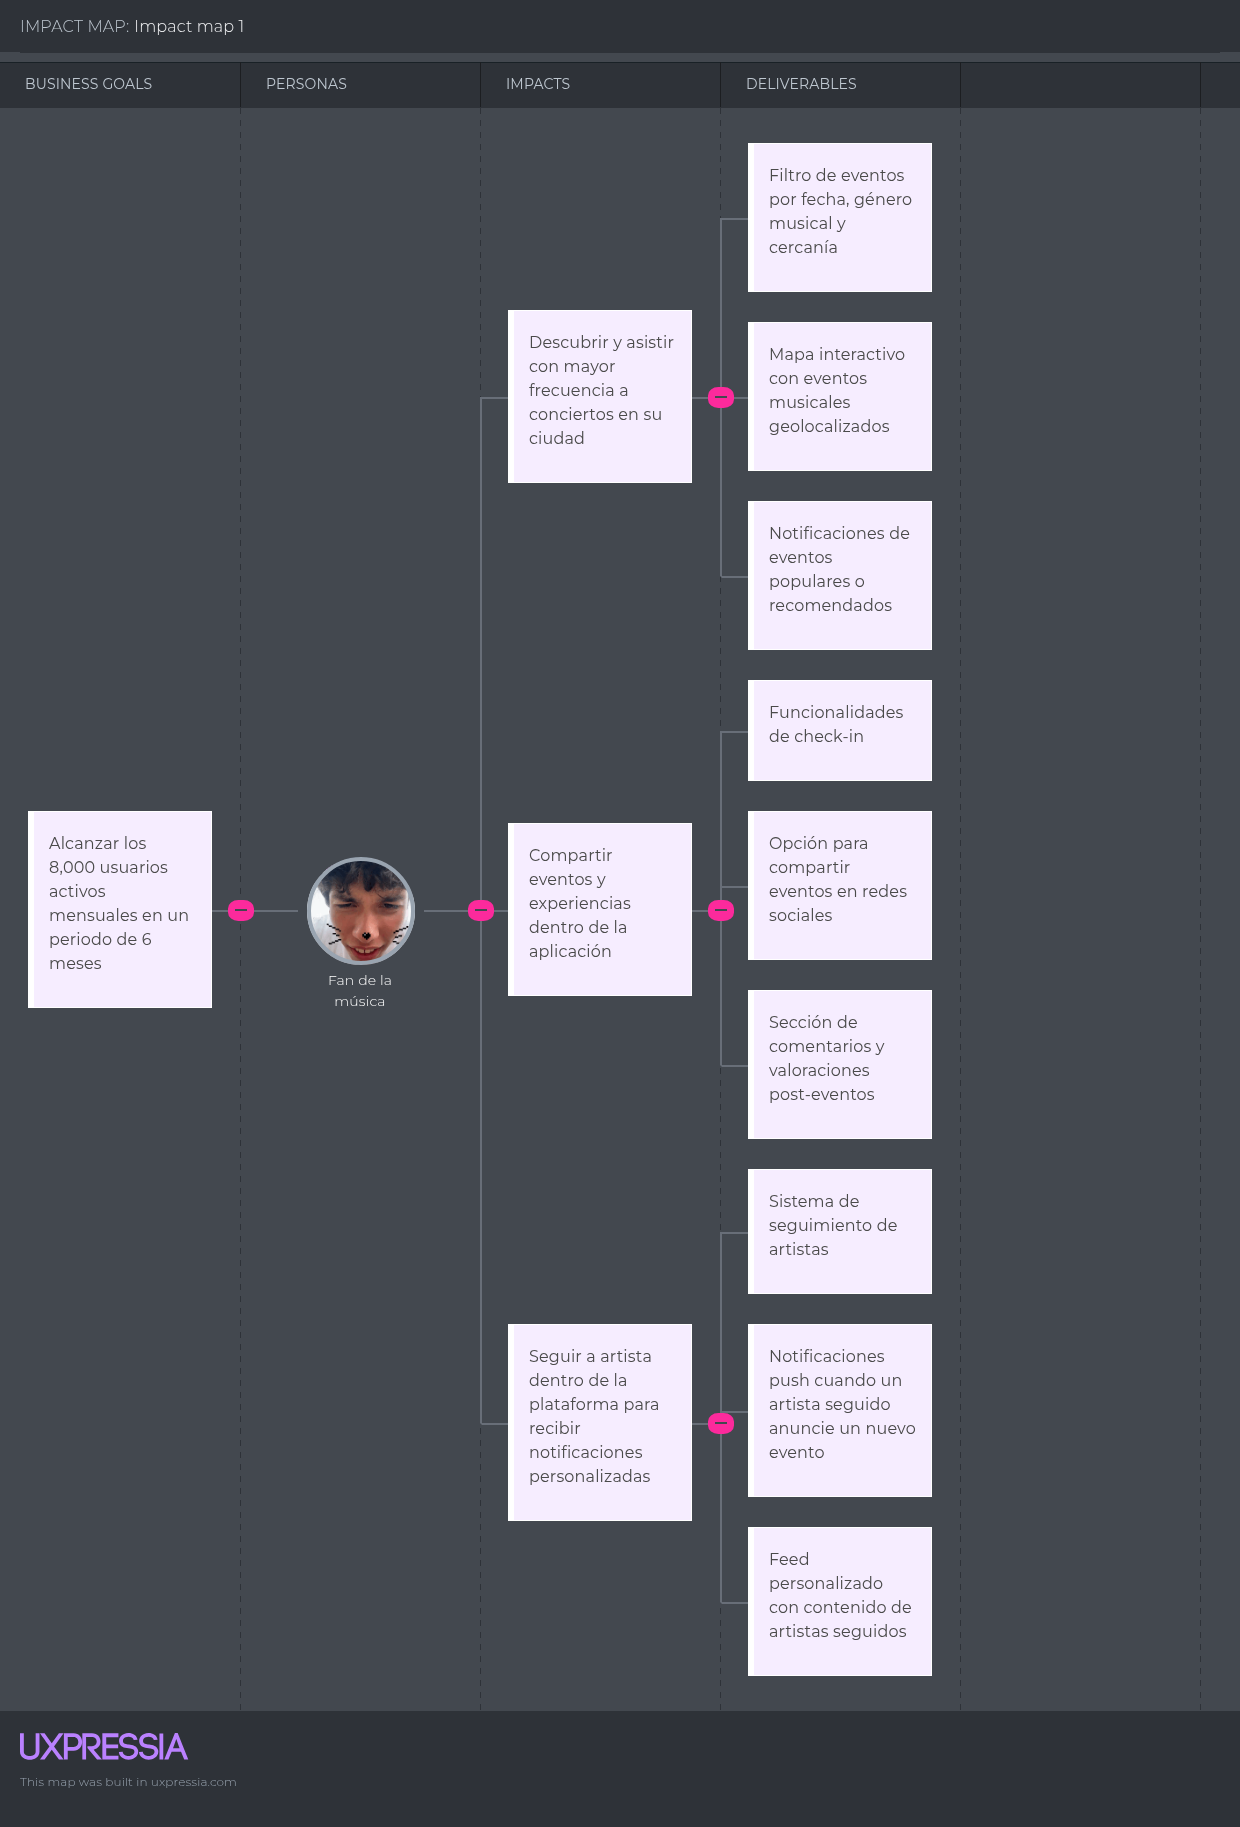 IMPACT MAP: Impact map 1
BUSINESS GOALS
PERSONAS
IMPACTS
DELIVERABLES
Alcanzar los
8,000 usuarios
activos
mensuales en un
periodo de 6
meses
Fan de la
música
Descubrir y asistir
con mayor
frecuencia a
conciertos en su
ciudad
Filtro de eventos
por fecha, género
musical y
cercanía
Mapa interactivo
con eventos
musicales
geolocalizados
Notificaciones de
eventos
populares o
recomendados
Compartir
eventos y
experiencias
dentro de la
aplicación
Funcionalidades
de check-in
Opción para
compartir
eventos en redes
sociales
Sección de
comentarios y
valoraciones
post-eventos
Seguir a artista
dentro de la
plataforma para
recibir
notificaciones
personalizadas
Sistema de
seguimiento de
artistas
Notificaciones
push cuando un
artista seguido
anuncie un nuevo
evento
Feed
personalizado
con contenido de
artistas seguidos
UXPRESSIA
This map was built in uxpressia.com